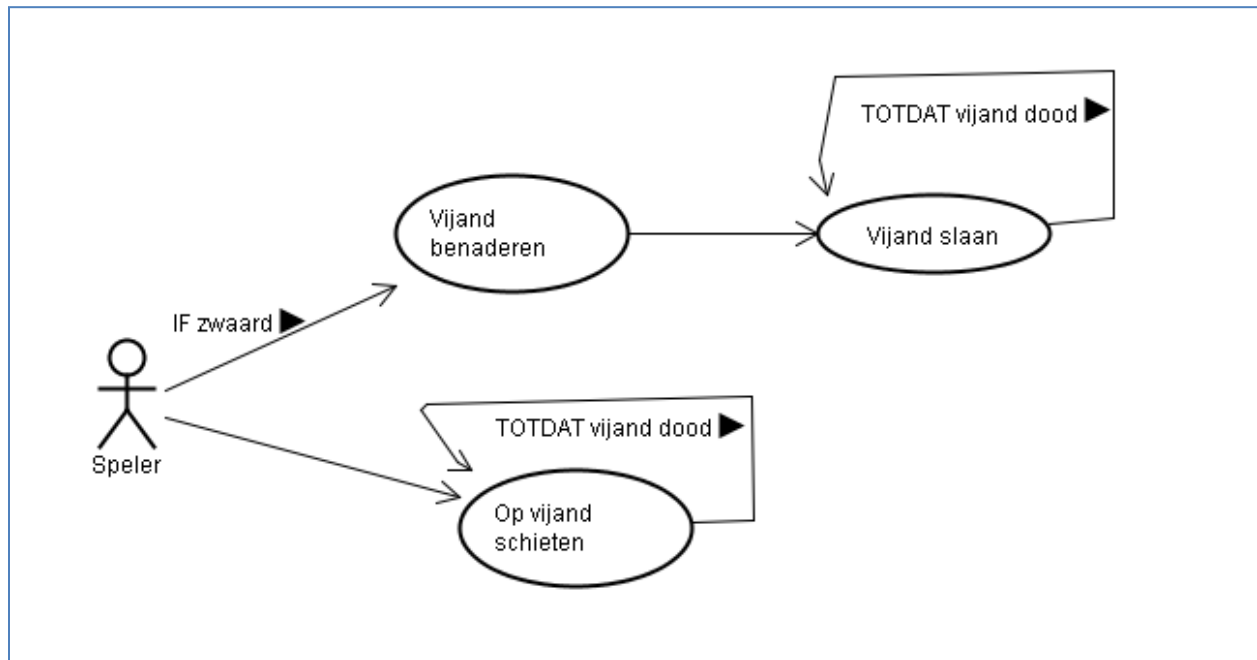 TOTDAT vijand dood
Vijand
benaderen
Vijand slaan
IF zwaard
Speler
TOTDAT vijand dood
Op vijand
schieten